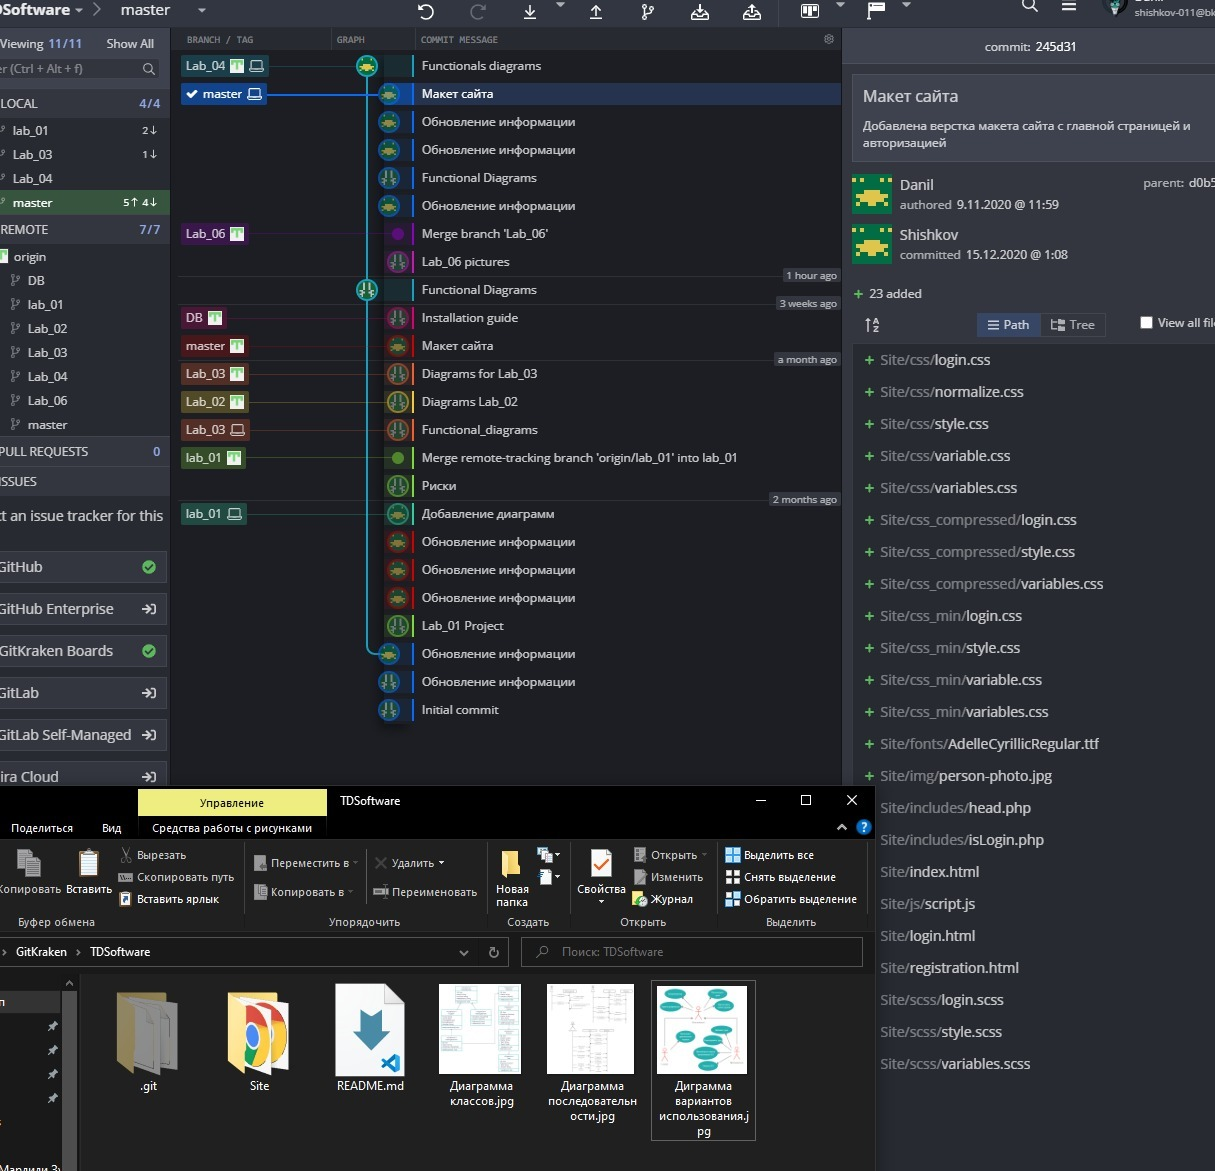 TDSoftware
master
shishkov-011@bk
Viewing 11/11 Show All
(Ctrl + Alt + f)
LOCAL 4/4
lab_01 2↓
Lab_03 1↓
Lab_04
master 5↑ 4↓
REMOTE 7/7
origin
DB
lab_01
Lab_02
Lab_03
Lab_04
Lab_06
master
PULL REQUESTS 0
ISSUES
an issue tracker for this
GitHub
GitHub Enterprise
GitKraken Boards
GitLab
GitLab Self-Managed
Jira Cloud
BRANCH / TAG GRAPH COMMIT MESSAGE
Lab_04 Functionals diagrams
master Макет сайта
Обновление информации
Обновление информации
Functional Diagrams
Обновление информации
Lab_06 Merge branch 'Lab_06'
Lab_06 pictures
1 hour ago
Functional Diagrams
3 weeks ago
DB Installation guide
master Макет сайта
a month ago
Lab_03 Diagrams for Lab_03
Lab_02 Diagrams Lab_02
Lab_03 Functional_diagrams
lab_01 Merge remote-tracking branch 'origin/lab_01' into lab_01
Риски
2 months ago
lab_01 Добавление диаграмм
Обновление информации
Обновление информации
Обновление информации
Lab_01 Project
Обновление информации
Обновление информации
Initial commit
commit: 245d31
Макет сайта
Добавлена верстка макета сайта с главной страницей и
авторизацией
Danil parent: d0b5
authored 9.11.2020 @ 11:59
Shishkov
committed 15.12.2020 @ 1:08
+ 23 added
Path Tree View all
+ Site/css/login.css
+ Site/css/normalize.css
+ Site/css/style.css
+ Site/css/variable.css
+ Site/css/variables.css
+ Site/css_compressed/login.css
+ Site/css_compressed/style.css
+ Site/css_compressed/variables.css
+ Site/css_min/login.css
+ Site/css_min/style.css
+ Site/css_min/variable.css
+ Site/css_min/variables.css
+ Site/fonts/AdelleCyrillicRegular.ttf
+ Site/img/person-photo.jpg
Site/includes/head.php
Site/includes/isLogin.php
Site/index.html
Site/js/script.js
Site/login.html
Site/registration.html
Site/scss/login.scss
Site/scss/style.scss
Site/scss/variables.scss
Управление TDSoftware
Поделиться Вид Средства работы с рисунками
Копировать
Вставить
Вырезать
Скопировать путь
Вставить ярлык
Буфер обмена
Переместить в
Копировать в
Удалить
Переименовать
Упорядочить
Новая
папка
Создать
Свойства
Открыть
Изменить
Журнал
Открыть
Выделить все
Снять выделение
Обратить выделение
Выделить
GitKraken > TDSoftware
Поиск: TDSoftware
.git
Site
README.md
Диаграмма
классов.jpg
Диаграмма
последовательн
ости.jpg
Диграмма
вариантов
использования.j
pg